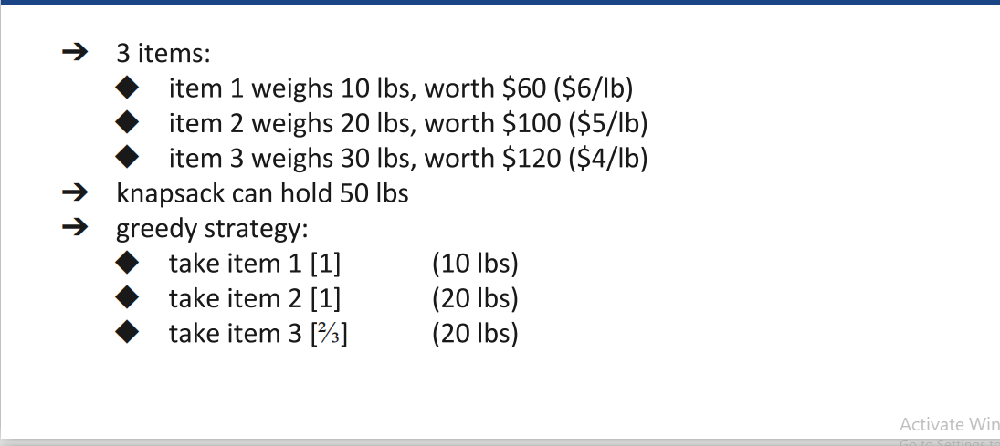 ➔ 3 items:
◆ item 1 weighs 10 lbs, worth $60 ($6/lb)
◆ item 2 weighs 20 lbs, worth $100 ($5/lb)
◆ item 3 weighs 30 lbs, worth $120 ($4/lb)
➔ knapsack can hold 50 lbs
➔ greedy strategy:
◆ take item 1 [1] (10 lbs)
◆ take item 2 [1] (20 lbs)
◆ take item 3 [⅔] (20 lbs)
Activate Win